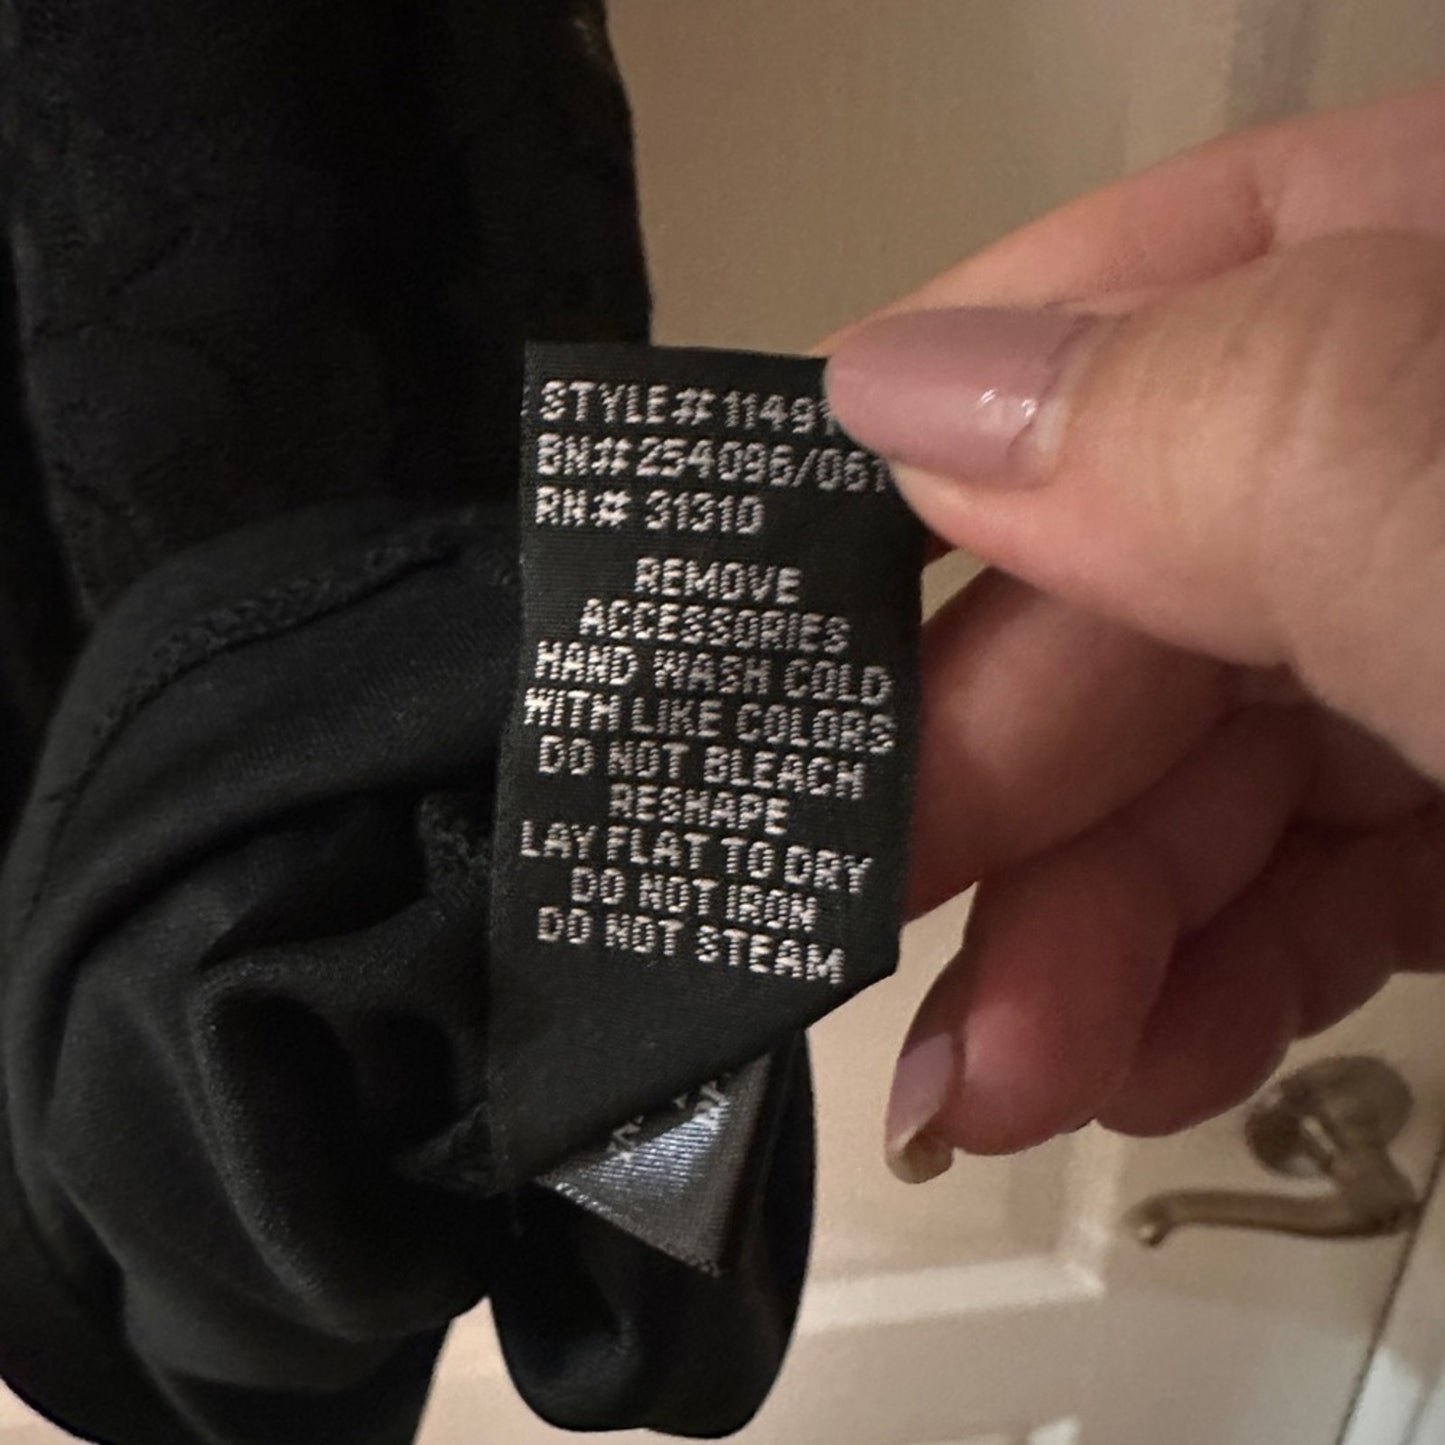 STYLE#1149
BN#254096/061
RN# 31310
REMOVE
ACCESSORIES
HAND WASH COLD
WITH LIKE COLORS
DO NOT BLEACH
RESHAPE
LAY FLAT TO DRY
DO NOT IRON
DO NOT STEAM